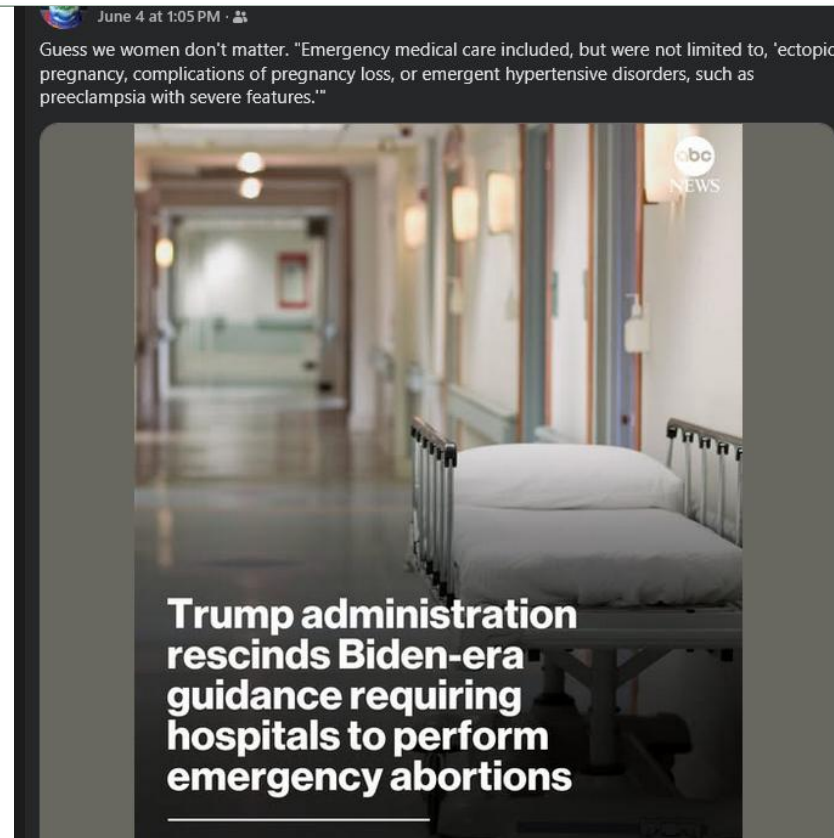 June 4 at 1:05 PM ·
Guess we women don't matter. "Emergency medical care included, but were not limited to, 'ectopic
pregnancy, complications of pregnancy loss, or emergent hypertensive disorders, such as
preeclampsia with severe features.'"
abc
NEWS
Trump administration
rescinds Biden-era
guidance requiring
hospitals to perform
emergency abortions